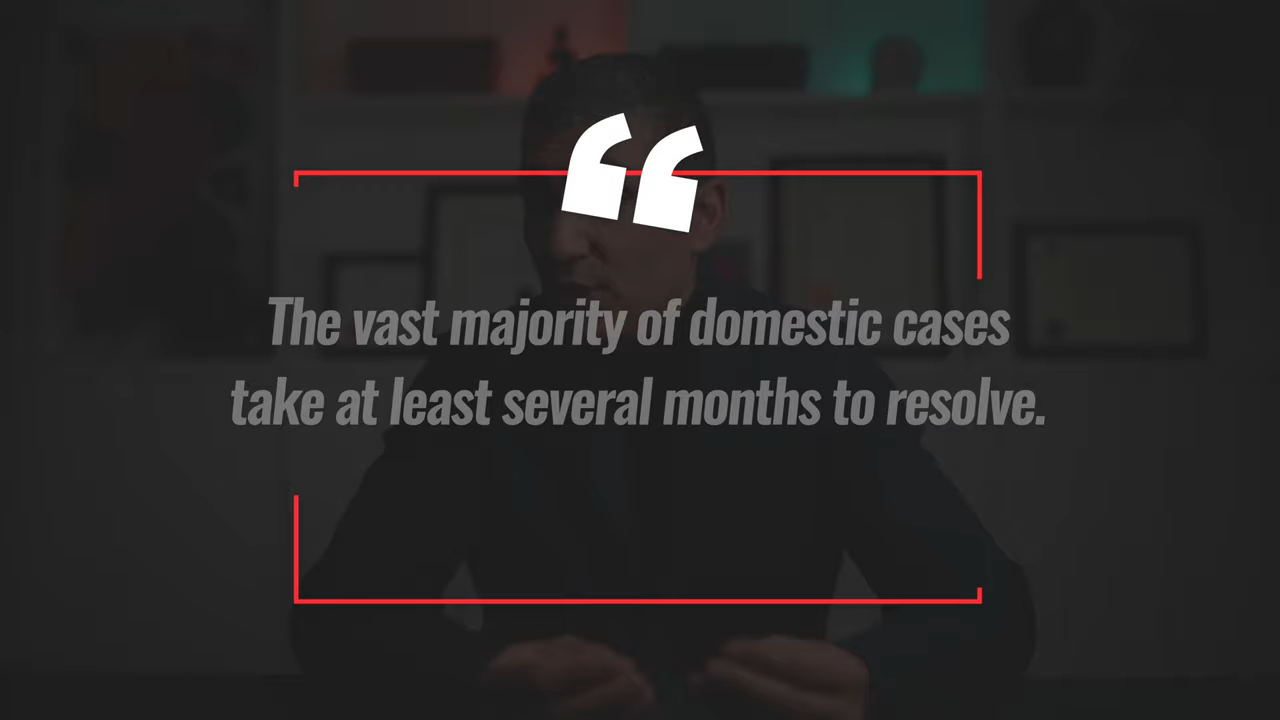 “
The vast majority of domestic cases
take at least several months to resolve.